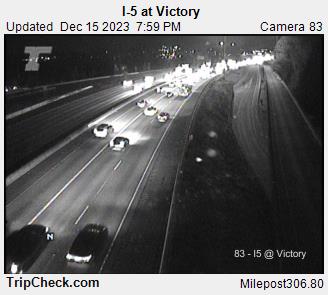 I-5 at Victory
Updated Dec 15 2023 7:59 PM Camera 83
T
N
83 - I5 @ Victory
TripCheck.com Milepost306.80